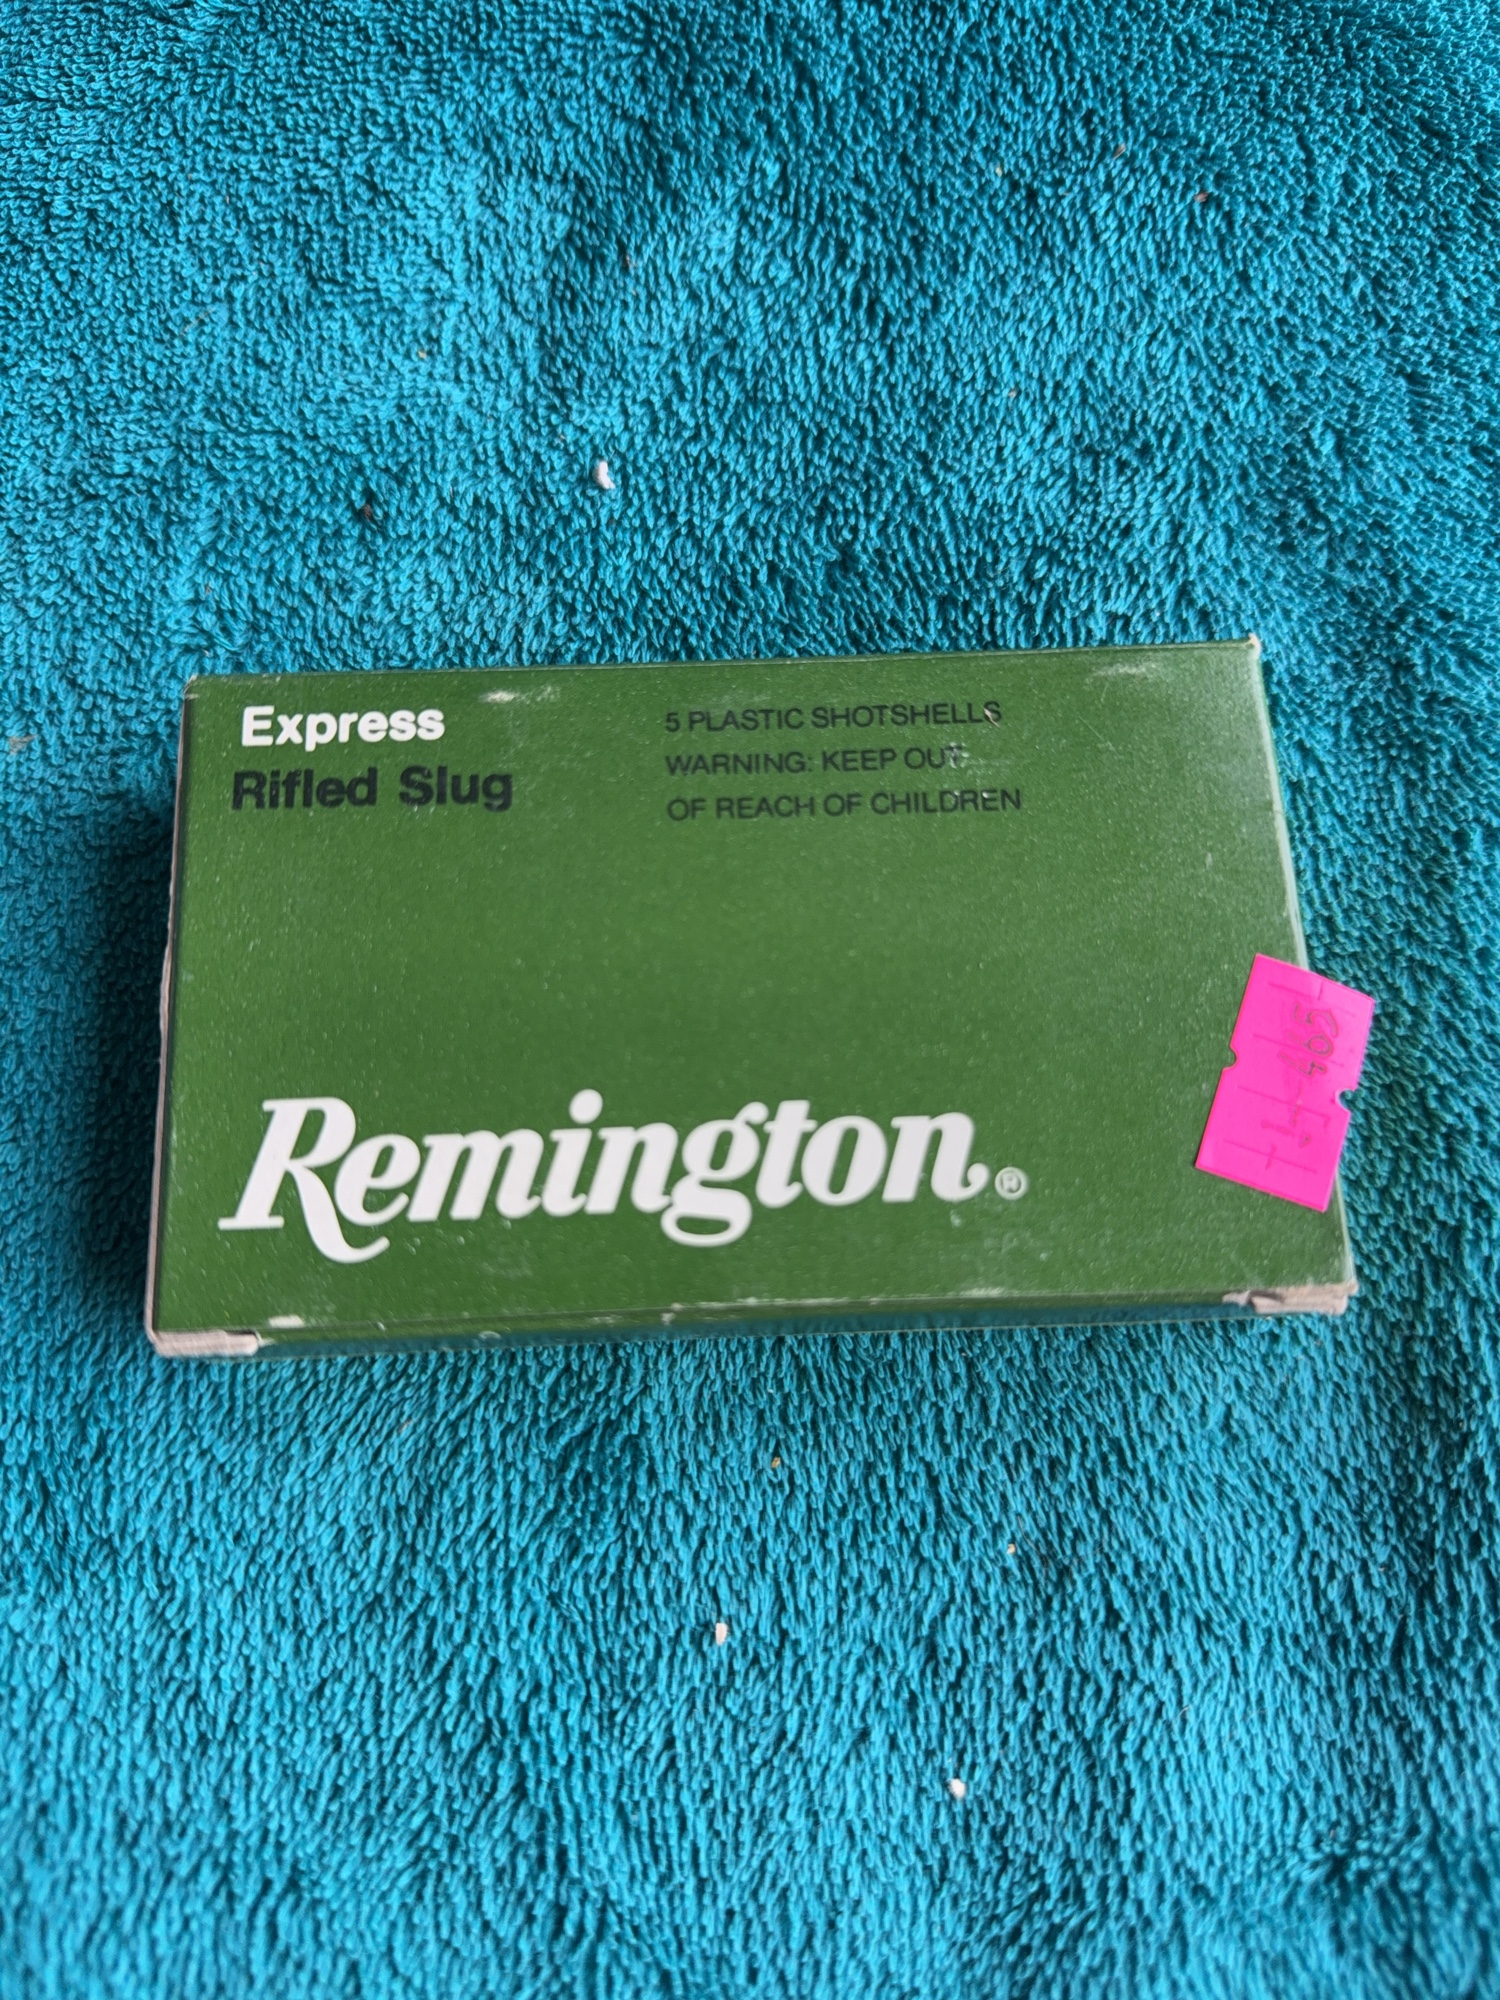 Express
Rifled Slug
5 PLASTIC SHOTSHELLS
WARNING: KEEP OUT
OF REACH OF CHILDREN
Remington®